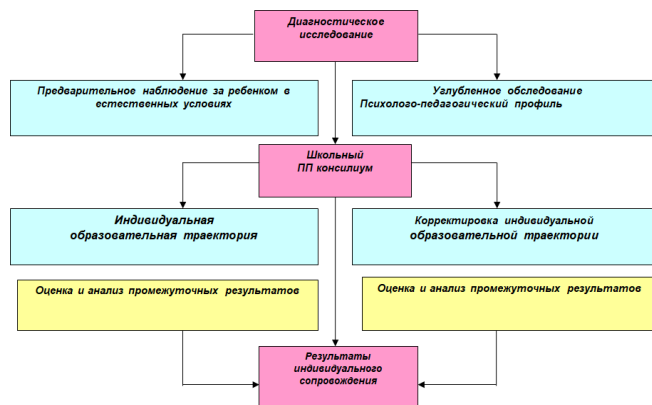 Диагностическое
исследование
Предварительное наблюдение за ребенком в
естественных условиях
Углубленное обследование
Психолого-педагогический профиль
Школьный
ПП консилиум
Индивидуальная
образовательная траектория
Корректировка индивидуальной
образовательной траектории
Оценка и анализ промежуточных результатов
Оценка и анализ промежуточных результатов
Результаты
индивидуального
сопровождения